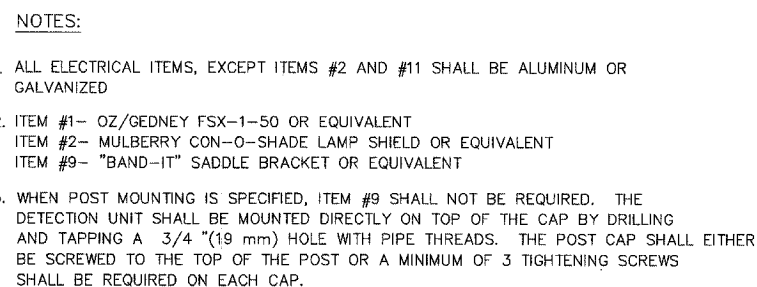 NOTES:
. ALL ELECTRICAL ITEMS, EXCEPT ITEMS #2 AND #11 SHALL BE ALUMINUM OR
GALVANIZED
. ITEM #1- OZ/GEDNEY FSX-1-50 OR EQUIVALENT
ITEM #2- MULBERRY CON-O-SHADE LAMP SHIELD OR EQUIVALENT
ITEM #9- "BAND-IT" SADDLE BRACKET OR EQUIVALENT
. WHEN POST MOUNTING IS SPECIFIED, ITEM #9 SHALL NOT BE REQUIRED. THE
DETECTION UNIT SHALL BE MOUNTED DIRECTLY ON TOP OF THE CAP BY DRILLING
AND TAPPING A 3/4 "(19 mm) HOLE WITH PIPE THREADS. THE POST CAP SHALL EITHER
BE SCREWED TO THE TOP OF THE POST OR A MINIMUM OF 3 TIGHTENING SCREWS
SHALL BE REQUIRED ON EACH CAP.